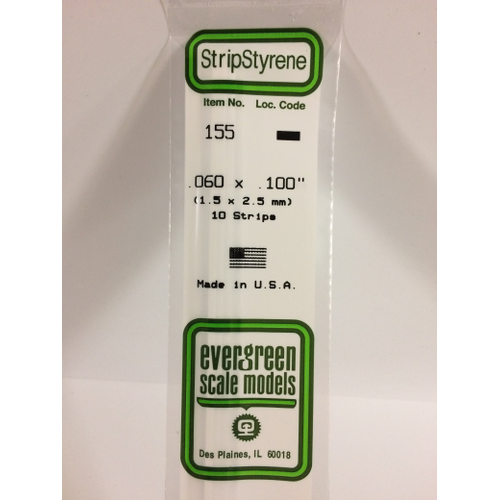 StripStyrene
Item No. Loc. Code
155
.060 x .100"
(1.5 x 2.5 mm)
10 Strips
Made in U.S.A.
evergreen
scale models
Des Plaines, IL 60018